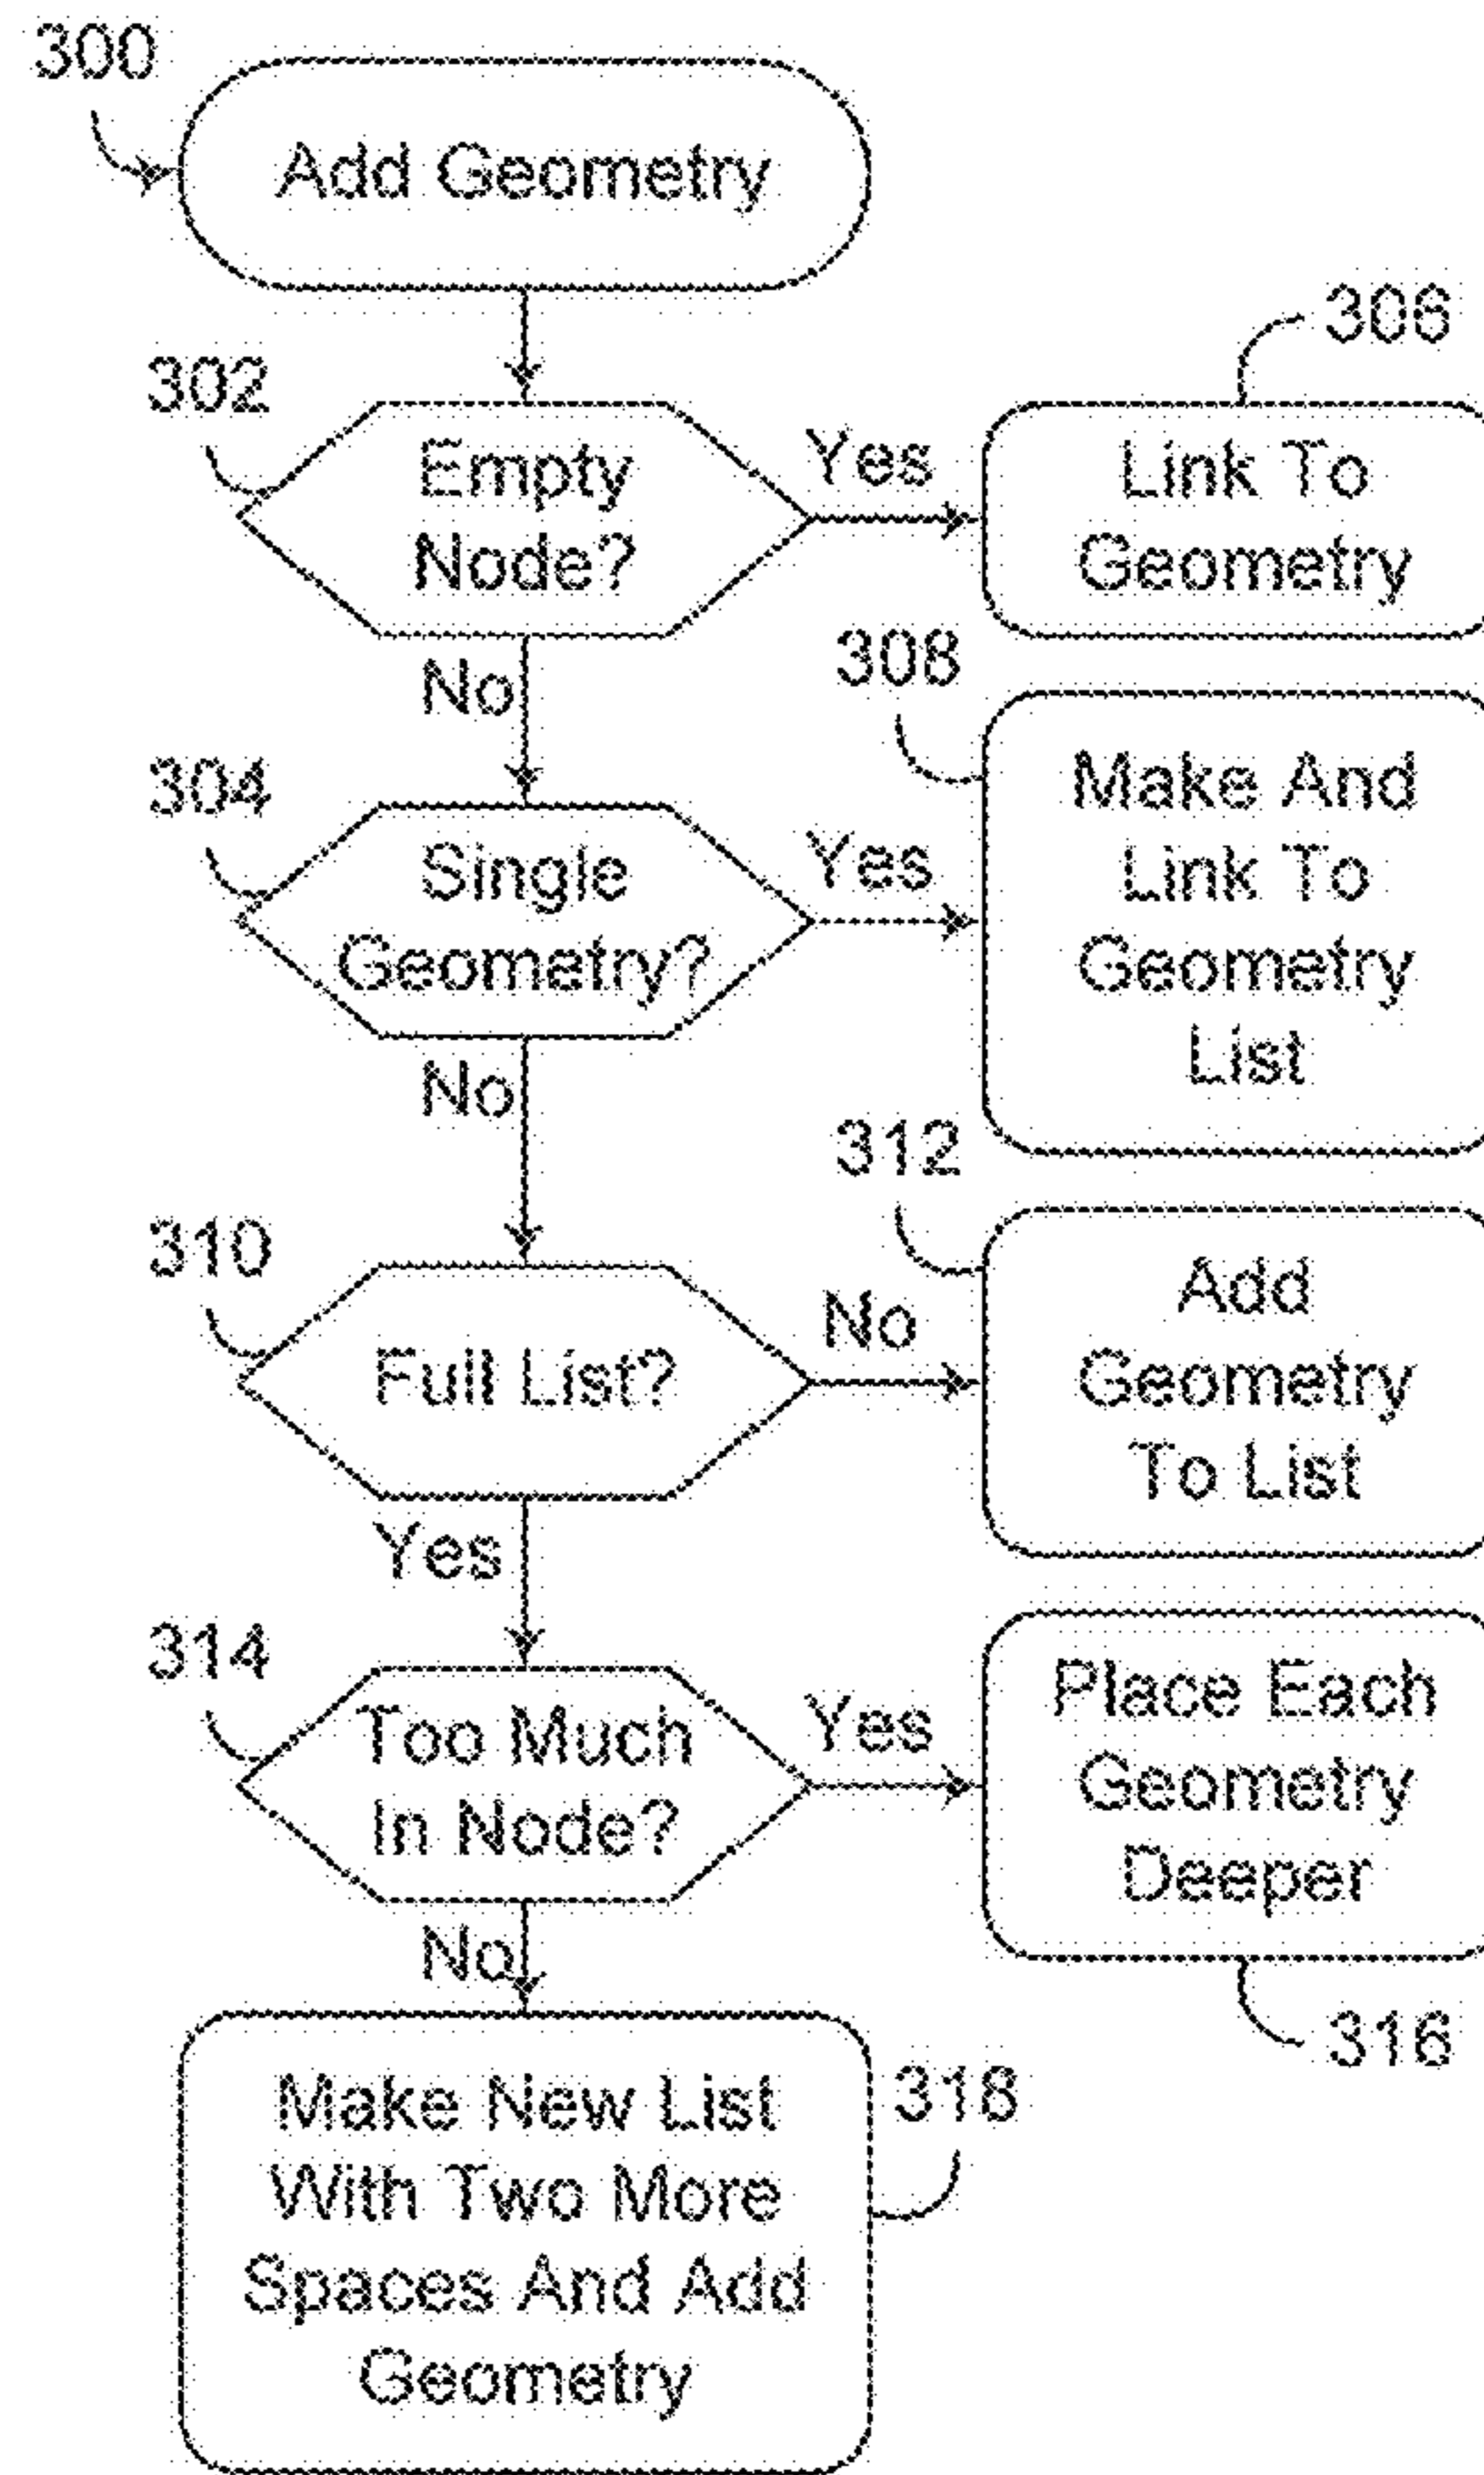 300
Add Geometry
302
Empty
Node?
Yes
306
Link To
Geometry
No
304
Single
Geometry?
Yes
308
Make And
Link To
Geometry
List
No
310
Full List?
No
312
Add
Geometry
To List
Yes
314
Too Much
In Node?
Yes
Place Each
Geometry
Deeper
316
No
Make New List
With Two More
Spaces And Add
Geometry
318